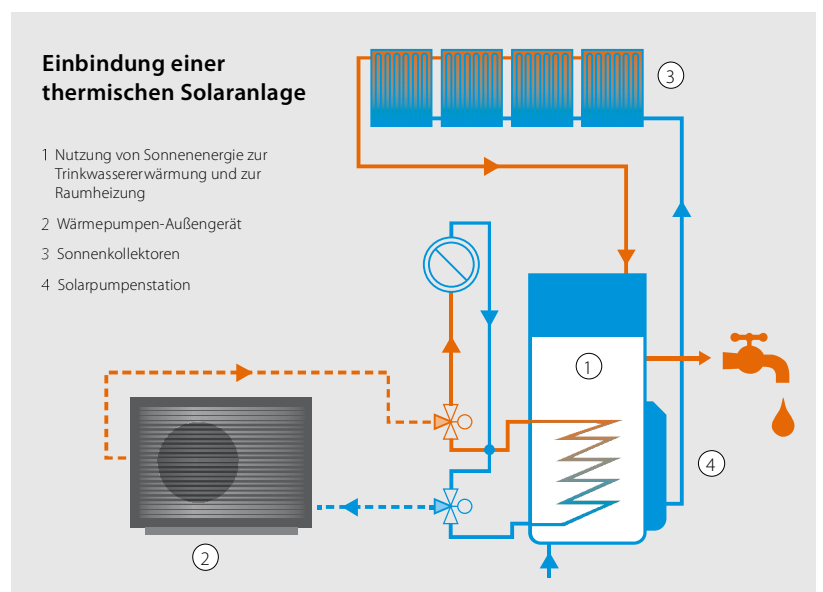 Einbindung einer
thermischen Solaranlage
1 Nutzung von Sonnenenergie zur
Trinkwassererwärmung und zur
Raumheizung
2 Wärmepumpen-Außengerät
3 Sonnenkollektoren
4 Solarpumpenstation
3
1
4
2